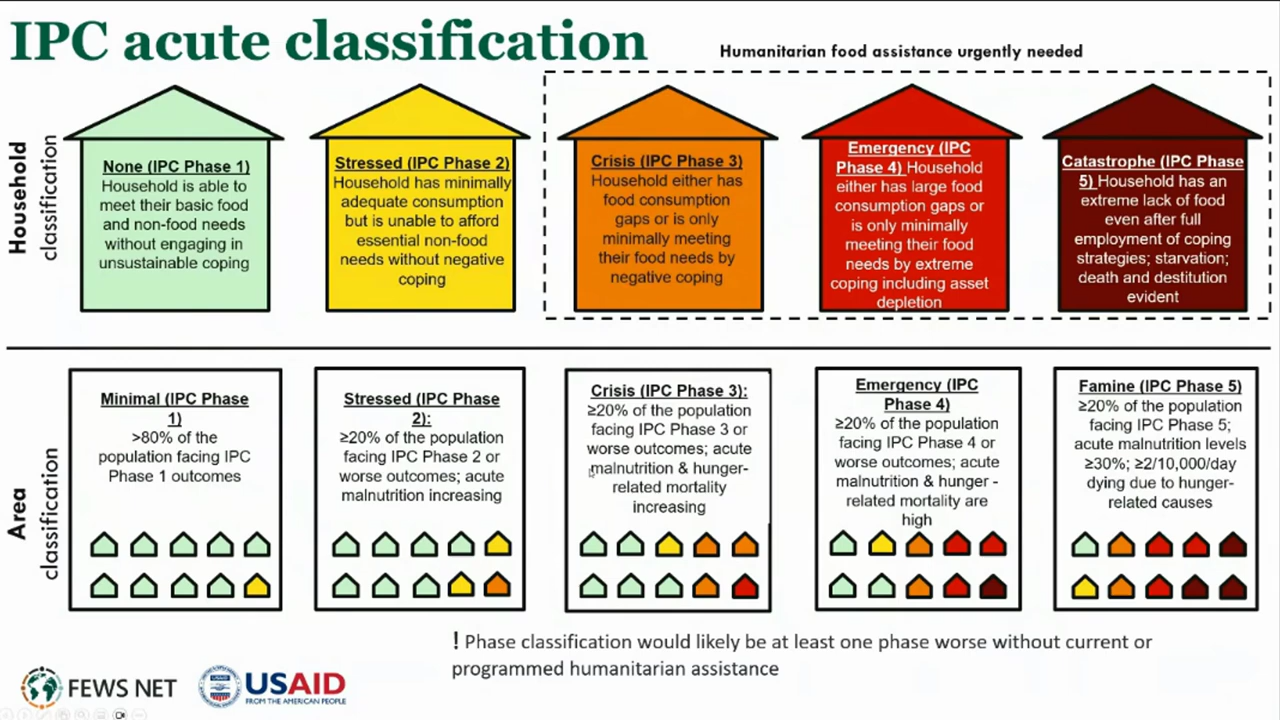 IPC acute classification
Humanitarian food assistance urgently needed
Household
classification
None (IPC Phase 1)
Household is able to
meet their basic food
and non-food needs
without engaging in
unsustainable coping
Stressed (IPC Phase 2)
Household has minimally
adequate consumption
but is unable to afford
essential non-food
needs without negative
coping
Crisis (IPC Phase 3)
Household either has
food consumption
gaps or is only
minimally meeting
their food needs by
negative coping
Emergency (IPC
Phase 4) Household
either has large food
consumption gaps or
is only minimally
meeting their food
needs by extreme
coping including asset
depletion
Catastrophe (IPC Phase
5) Household has an
extreme lack of food
even after full
employment of coping
strategies; starvation;
death and destitution
evident
Area
classification
Minimal (IPC Phase
1)
>80% of the
population facing IPC
Phase 1 outcomes
Stressed (IPC Phase
2):
≥20% of the population
facing IPC Phase 2 or
worse outcomes; acute
malnutrition increasing
Crisis (IPC Phase 3):
≥20% of the population
facing IPC Phase 3 or
worse outcomes; acute
malnutrition & hunger-
related mortality
increasing
Emergency (IPC
Phase 4)
≥20% of the population
facing IPC Phase 4 or
worse outcomes; acute
malnutrition & hunger -
related mortality are
high
Famine (IPC Phase 5)
≥20% of the population
facing IPC Phase 5;
acute malnutrition levels
≥30%; ≥2/10,000/day
dying due to hunger-
related causes
! Phase classification would likely be at least one phase worse without current or
programmed humanitarian assistance
FEWS NET
USAID
FROM THE AMERICAN PEOPLE